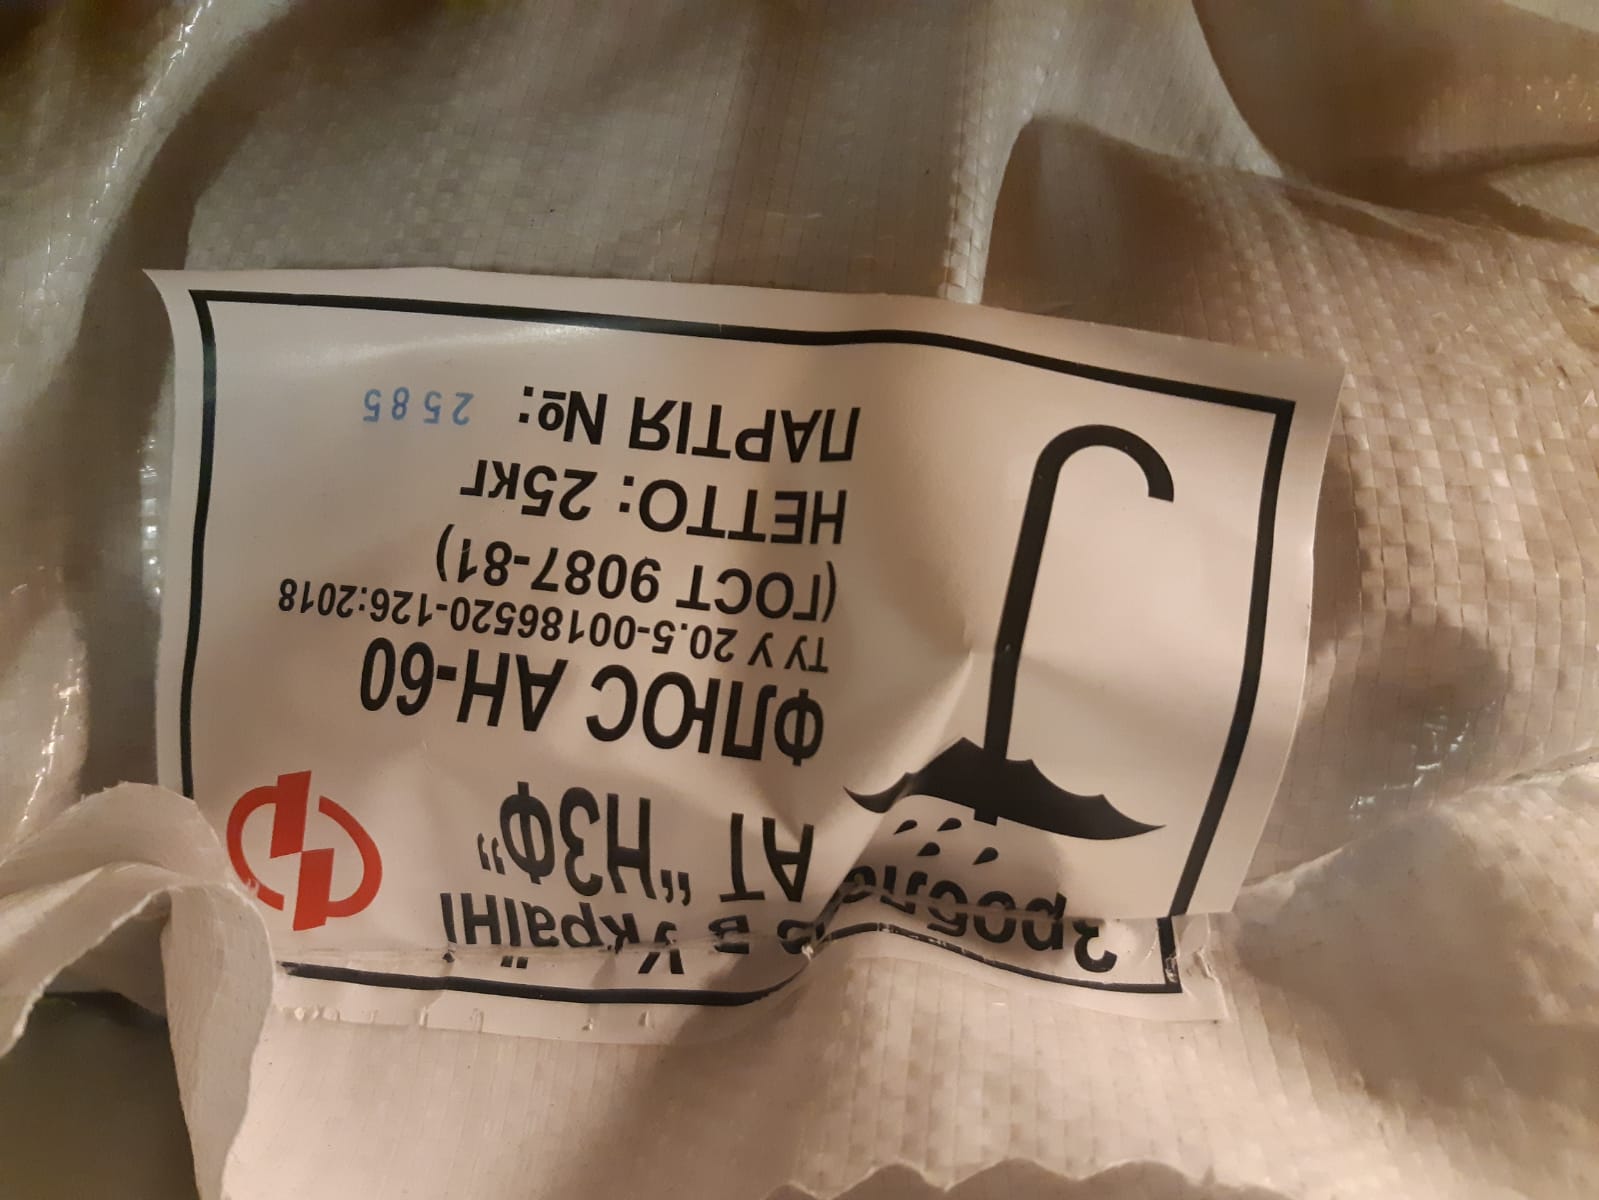 Зроблено в Україні
АТ “НЗФ”
ФЛЮС АН-60
ТУ У 20.5-00186520-126:2018
(ГОСТ 9087-81)
НЕТТО: 25кг
ПАРТІЯ №: 2585